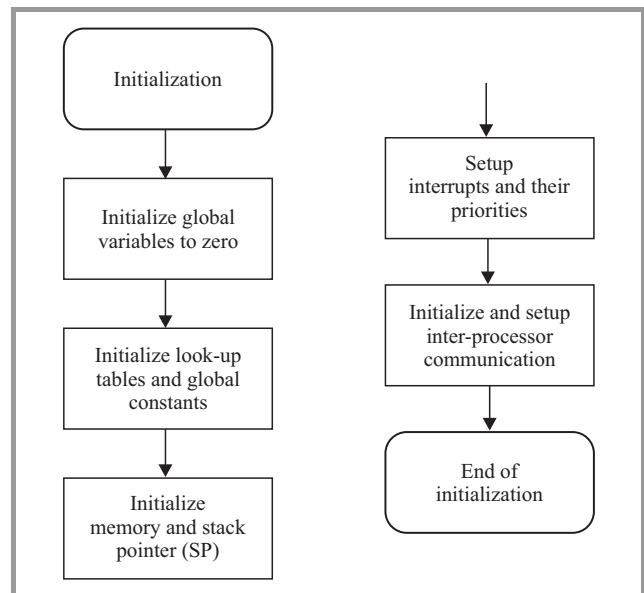 Initialization
Initialize global
variables to zero
Initialize look-up
tables and global
constants
Initialize
memory and stack
pointer (SP)
Setup
interrupts and their
priorities
Initialize and setup
inter-processor
communication
End of
initialization